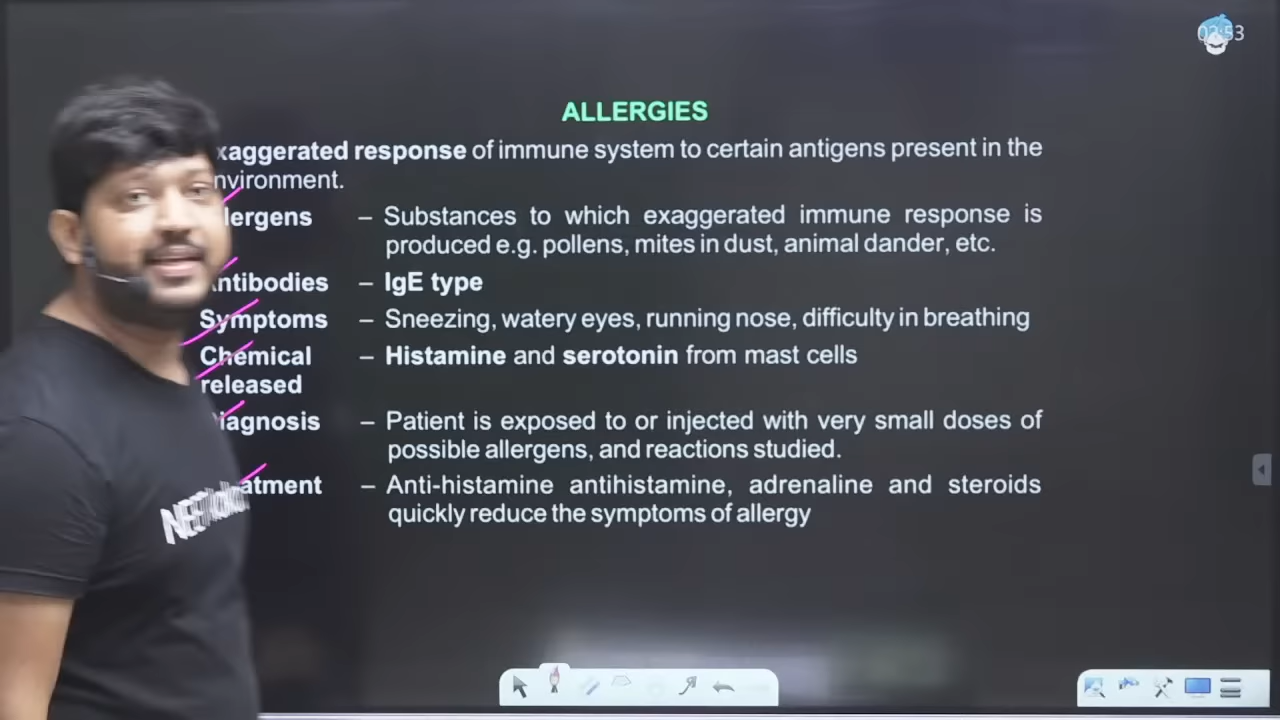 02:53
ALLERGIES
xaggerated response of immune system to certain antigens present in the
nvironment.
lergens – Substances to which exaggerated immune response is
produced e.g. pollens, mites in dust, animal dander, etc.
ntibodies – IgE type
Symptoms – Sneezing, watery eyes, running nose, difficulty in breathing
Chemical – Histamine and serotonin from mast cells
released
iagnosis – Patient is exposed to or injected with very small doses of
possible allergens, and reactions studied.
atment – Anti-histamine antihistamine, adrenaline and steroids
quickly reduce the symptoms of allergy